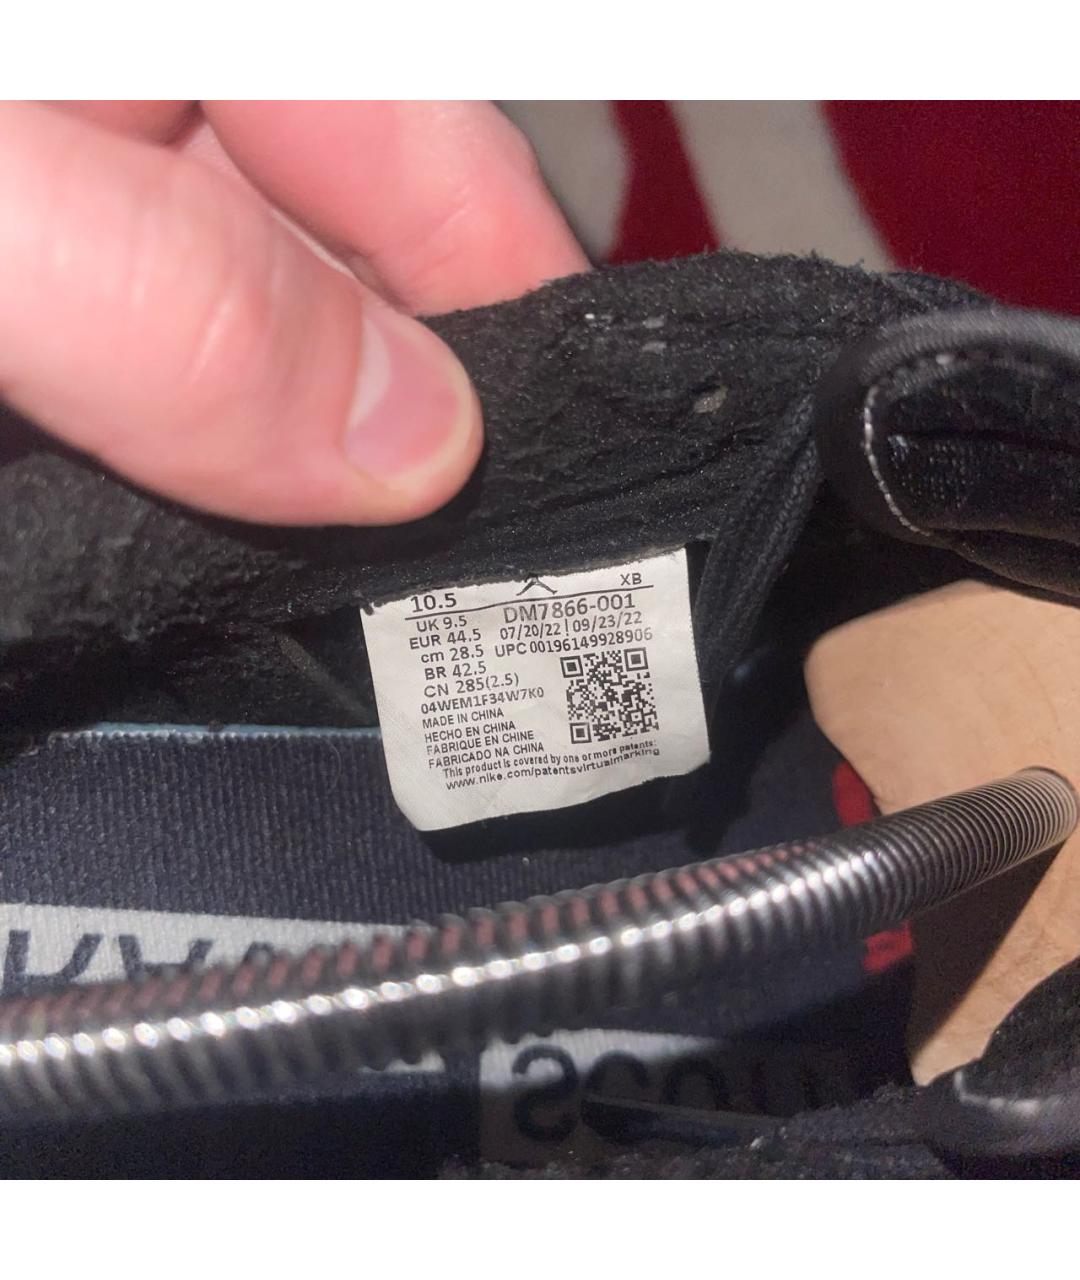 10.5 XB
UK 9.5 DM7866-001
EUR 44.5 07/20/22 | 09/23/22
cm 28.5 UPC 00196149928906
BR 42.5
CN 285(2.5)
04WEM1F34W7K0
MADE IN CHINA
HECHO EN CHINA
FABRIQUE EN CHINE
FABRICADO NA CHINA
This product is covered by one or more patents:
www.nike.com/patentsvirtualmarking